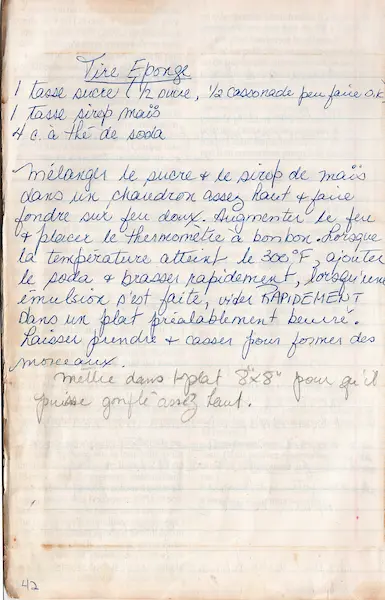 Tire Eponge
1 tasse sucre (½ sucre, ½ cassonade peu faire o.k
1 tasse sirop maïs
4 c. à thé de soda
Mélanger le sucre + le sirop de maïs
dans un chaudron assez haut + faire
fondre sur feu doux. Augmenter le feu
+ placer le thermomètre à bonbon. Lorsque
la température atteint le 300°F, ajouter
le soda + brasser rapidement, lorsqu'une
émulsion s'est faite, vider RAPIDEMENT
dans un plat préalablement beurré.
Laisser prendre + casser pour former des
morceaux.
Mettre dans 1 plat 8"x8" pour qu'il
puisse gonflé assez haut.
42